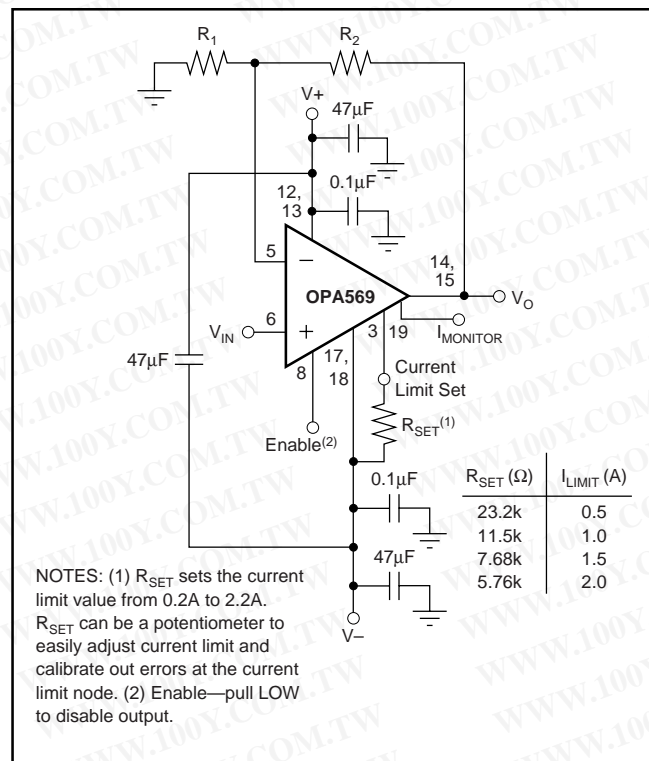 R1
R2
V+
47µF
0.1µF
12,
13
5
–
14,
15
OPA569
VO
VIN
6
+
3
19
IMONITOR
47µF
17,
18
8
Current
Limit Set
Enable(2)
RSET(1)
0.1µF
RSET (Ω) ILIMIT (A)
23.2k 0.5
11.5k 1.0
7.68k 1.5
5.76k 2.0
47µF
V–
NOTES: (1) RSET sets the current
limit value from 0.2A to 2.2A.
RSET can be a potentiometer to
easily adjust current limit and
calibrate out errors at the current
limit node. (2) Enable—pull LOW
to disable output.
WWW.100Y.COM.TW